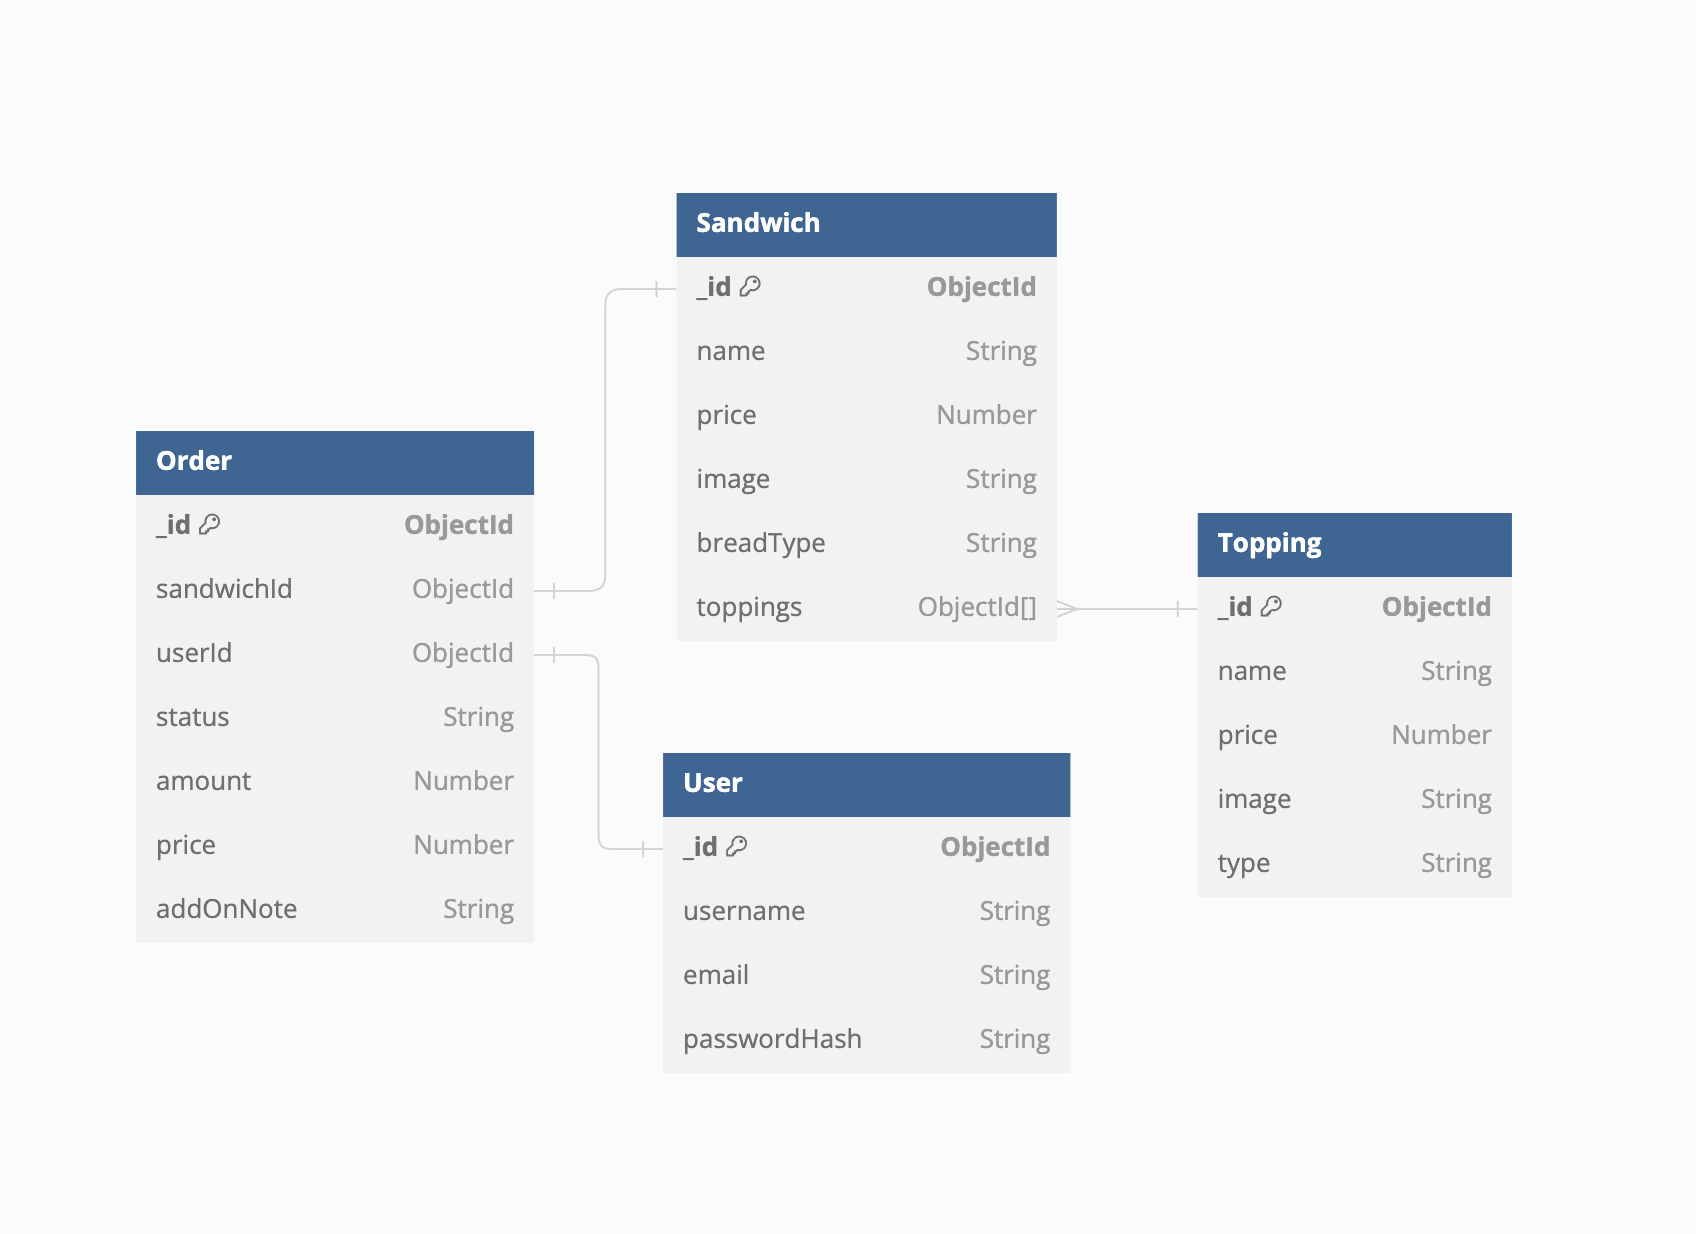 Sandwich
_id ObjectId
name String
price Number
image String
breadType String
toppings ObjectId[]
Order
_id ObjectId
sandwichId ObjectId
userId ObjectId
status String
amount Number
price Number
addOnNote String
Topping
_id ObjectId
name String
price Number
image String
type String
User
_id ObjectId
username String
email String
passwordHash String